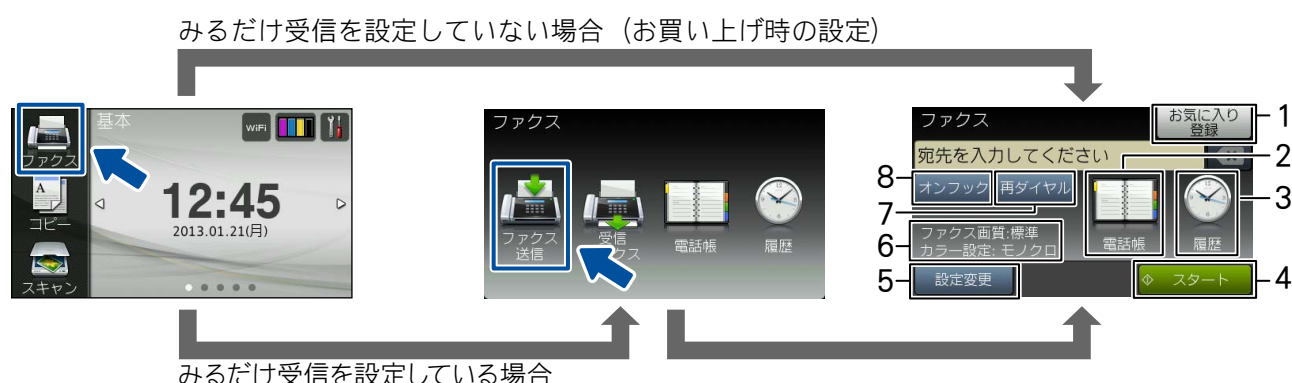 みるだけ受信を設定していない場合（お買い上げ時の設定）
ファクス
基本
WiFi
コピー
スキャン
12:45
2013.01.21(月)
ファクス
ファクス
送信
受信
クス
電話帳
履歴
ファクス
お気に入り
登録
宛先を入力してください
オンフック
再ダイヤル
ファクス画質:標準
カラー設定: モノクロ
電話帳
履歴
設定変更
スタート
1
2
3
4
5
6
7
8
みるだけ受信を設定している場合